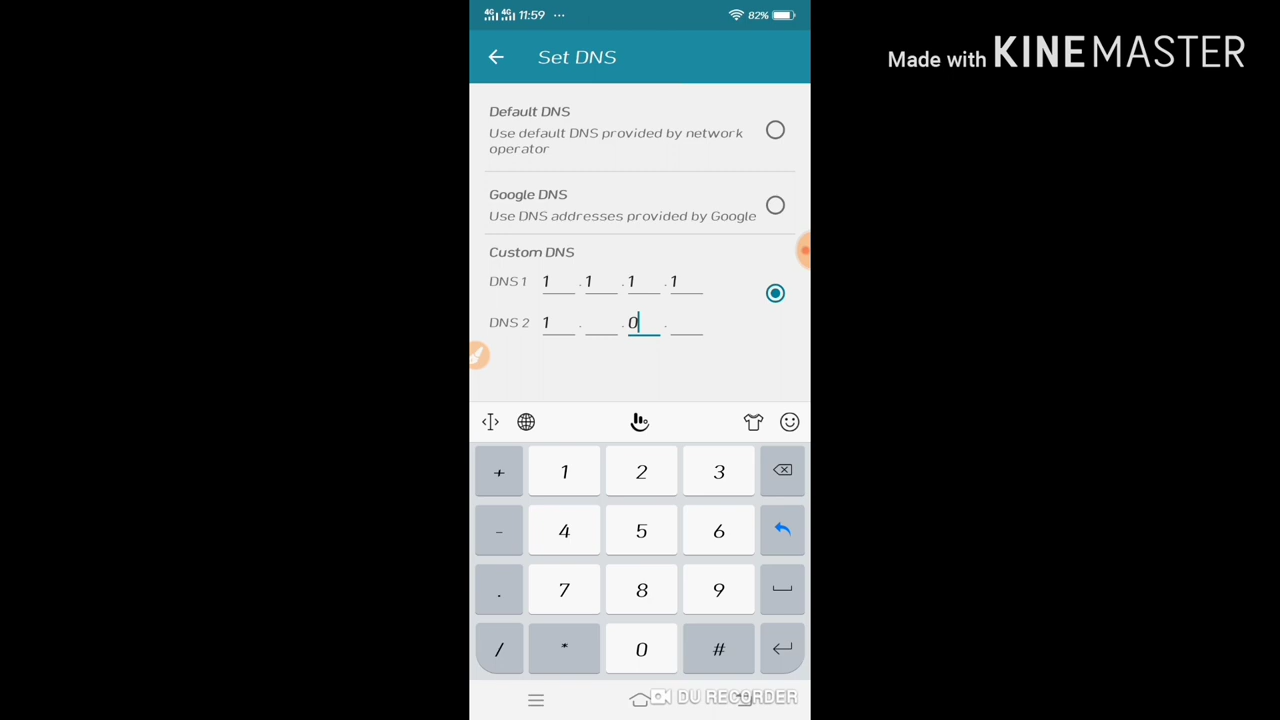 4G 4G 11:59 ... 82%
Made with KINEMASTER
Set DNS
Default DNS
Use default DNS provided by network
operator
Google DNS
Use DNS addresses provided by Google
Custom DNS
DNS 1 1 . 1 . 1 . 1
DNS 2 1 . . 0 .
+ 1 2 3
- 4 5 6
. 7 8 9
/ * 0 #
DU RECORDER